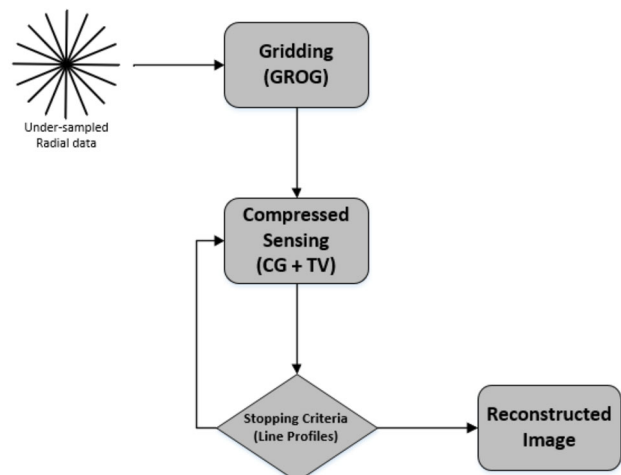 Under-sampled
Radial data
Gridding
(GROG)
Compressed
Sensing
(CG + TV)
Stopping Criteria
(Line Profiles)
Reconstructed
Image